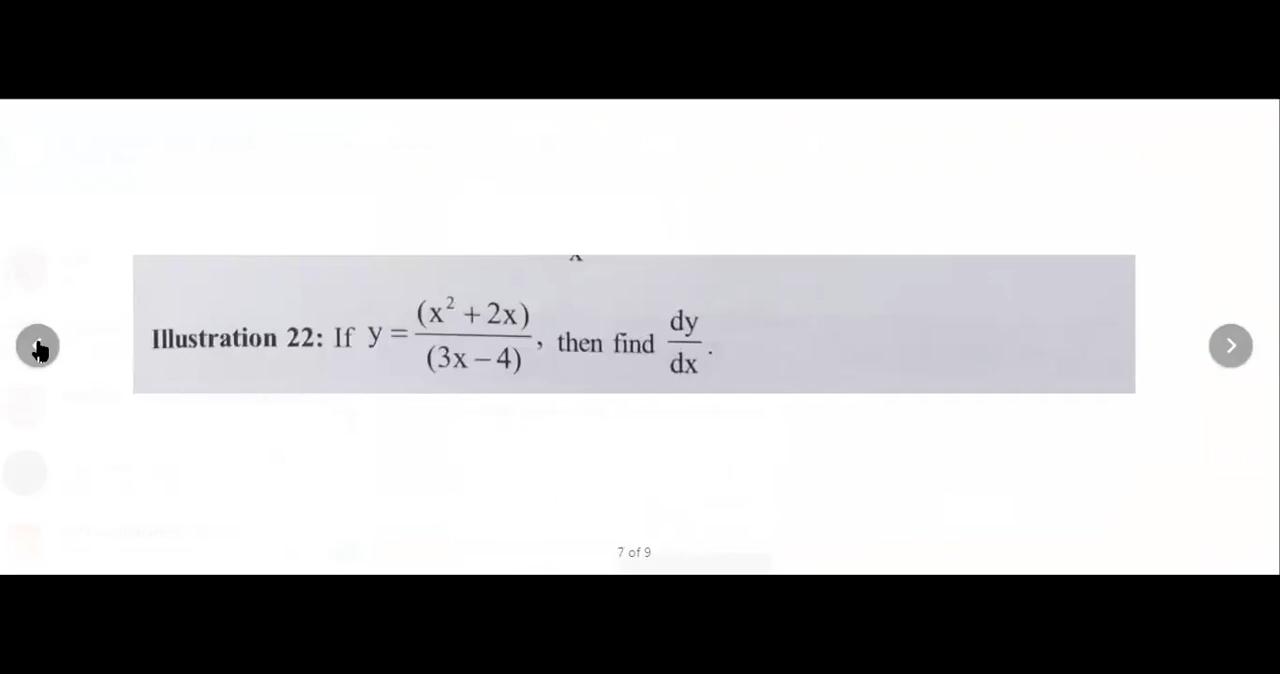 Illustration 22: If y = (x² + 2x) / (3x – 4), then find dy/dx.
7 of 9